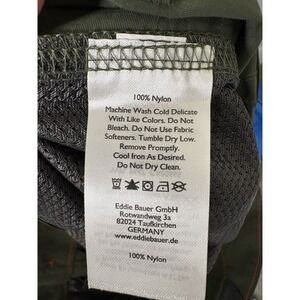 100% Nylon
Machine Wash Cold Delicate
With Like Colors. Do Not
Bleach. Do Not Use Fabric
Softeners. Tumble Dry Low.
Remove Promptly.
Cool Iron As Desired.
Do Not Dry Clean.
Eddie Bauer GmbH
Rotwandweg 3a
82024 Taufkirchen
GERMANY
www.eddiebauer.de
100% Nylon